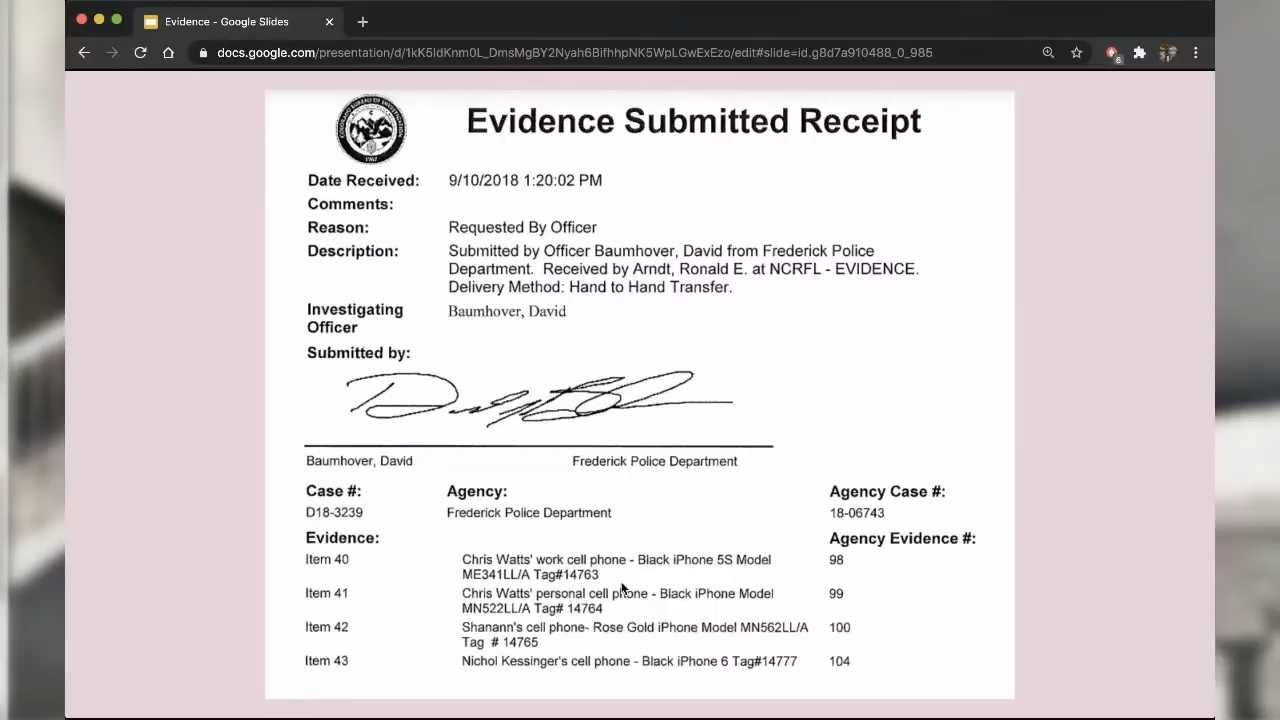 Evidence - Google Slides
docs.google.com/presentation/d/1kK5ldKnm0L_DmsMgBY2Nyah6BifhhpNK5WpLGwExEzo/edit#slide=id.g8d7a910488_0_985
6
COLORADO BUREAU OF INVESTIGATION
1967
Evidence Submitted Receipt
Date Received: 9/10/2018 1:20:02 PM
Comments:
Reason: Requested By Officer
Description: Submitted by Officer Baumhover, David from Frederick Police
Department. Received by Arndt, Ronald E. at NCRFL - EVIDENCE.
Delivery Method: Hand to Hand Transfer.
Investigating Baumhover, David
Officer
Submitted by:
Baumhover, David Frederick Police Department
Case #: Agency: Agency Case #:
D18-3239 Frederick Police Department 18-06743
Evidence: Agency Evidence #:
Item 40 Chris Watts' work cell phone - Black iPhone 5S Model 98
ME341LL/A Tag#14763
Item 41 Chris Watts' personal cell phone - Black iPhone Model 99
MN522LL/A Tag# 14764
Item 42 Shanann's cell phone- Rose Gold iPhone Model MN562LL/A 100
Tag # 14765
Item 43 Nichol Kessinger's cell phone - Black iPhone 6 Tag#14777 104